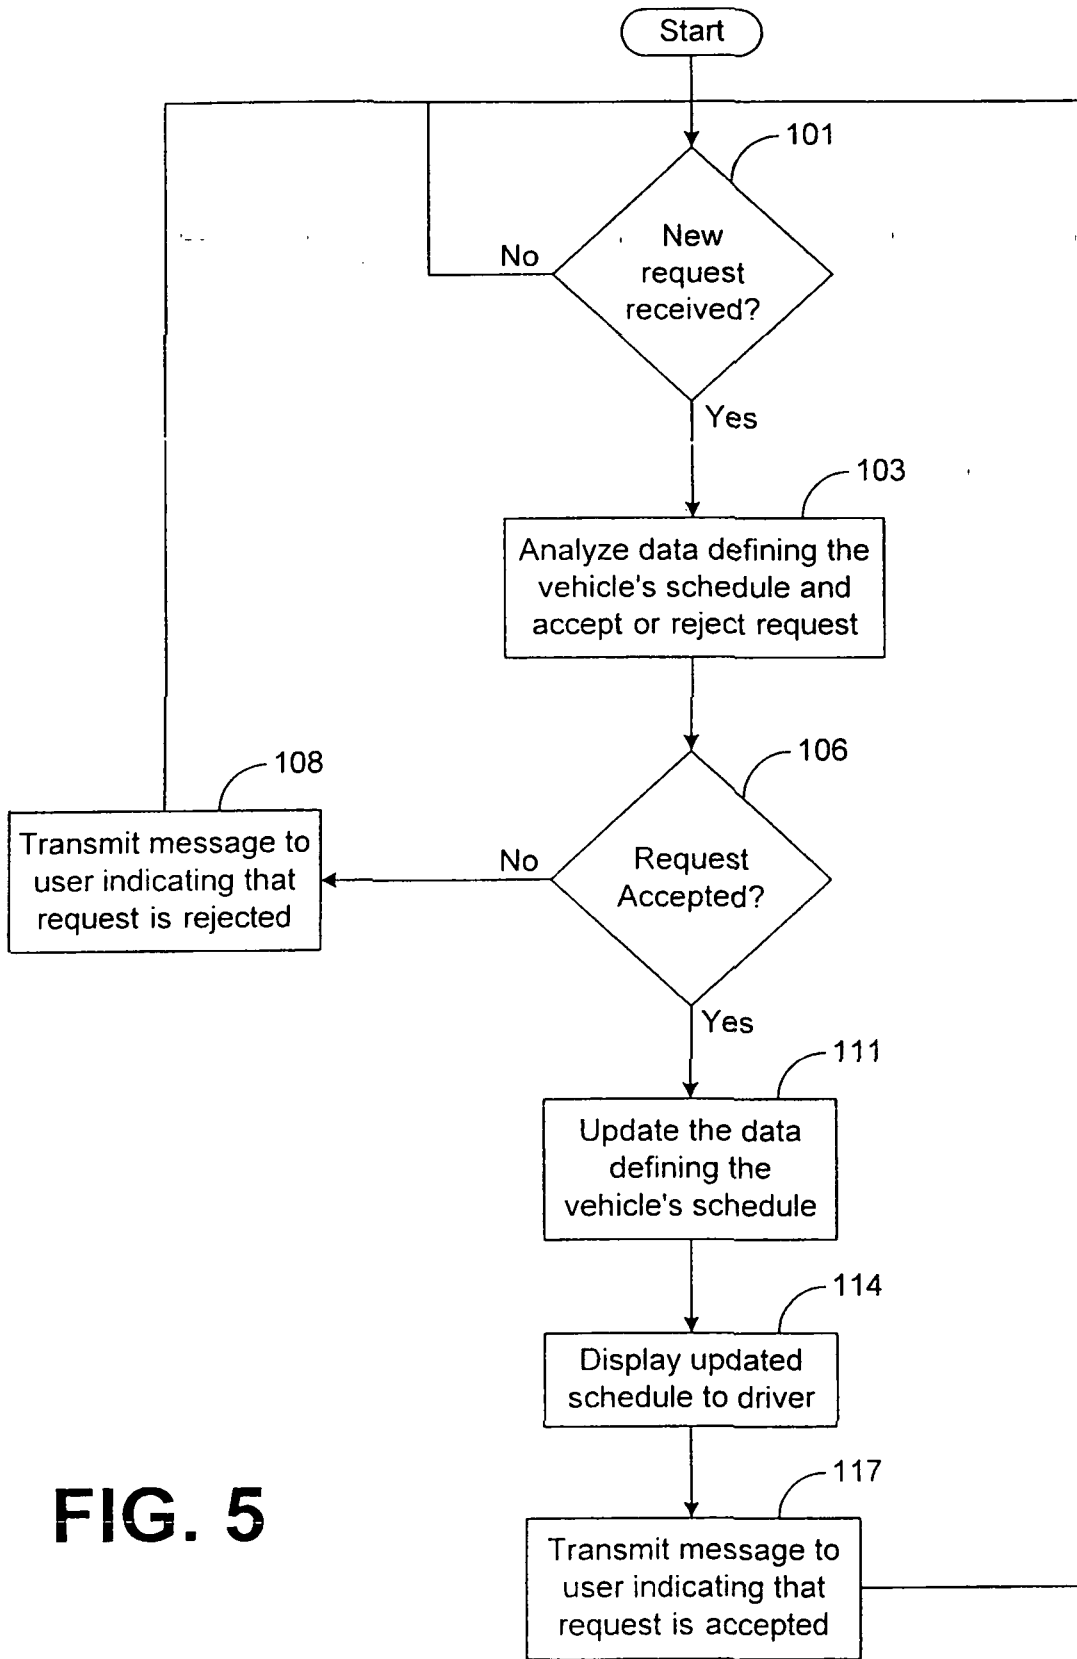 Start
101
New
request
received?
No
Yes
103
Analyze data defining the
vehicle's schedule and
accept or reject request
106
108
Request
Accepted?
No
Transmit message to
user indicating that
request is rejected
Yes
111
Update the data
defining the
vehicle's schedule
114
Display updated
schedule to driver
117
Transmit message to
user indicating that
request is accepted
FIG. 5